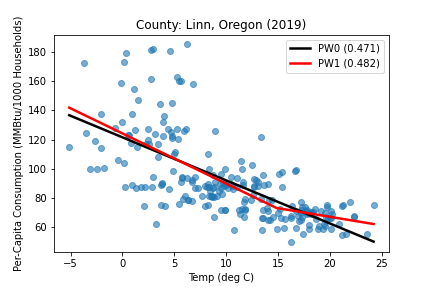 County: Linn, Oregon (2019)
PW0 (0.471)
PW1 (0.482)
Per-Capita Consumption (MMBtu/1000 Households)
180
160
140
120
100
80
60
−5 0 5 10 15 20 25
Temp (deg C)